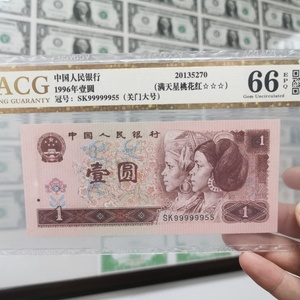 ACG
NG GUARANTY
中国人民银行
1996年壹圆
冠号: SK99999955 (关门大号)
20135270
(满天星桃花红☆☆☆)
66 EPQ
Gem Uncirculated
中国人民银行
壹圆
1
SK99999955
1